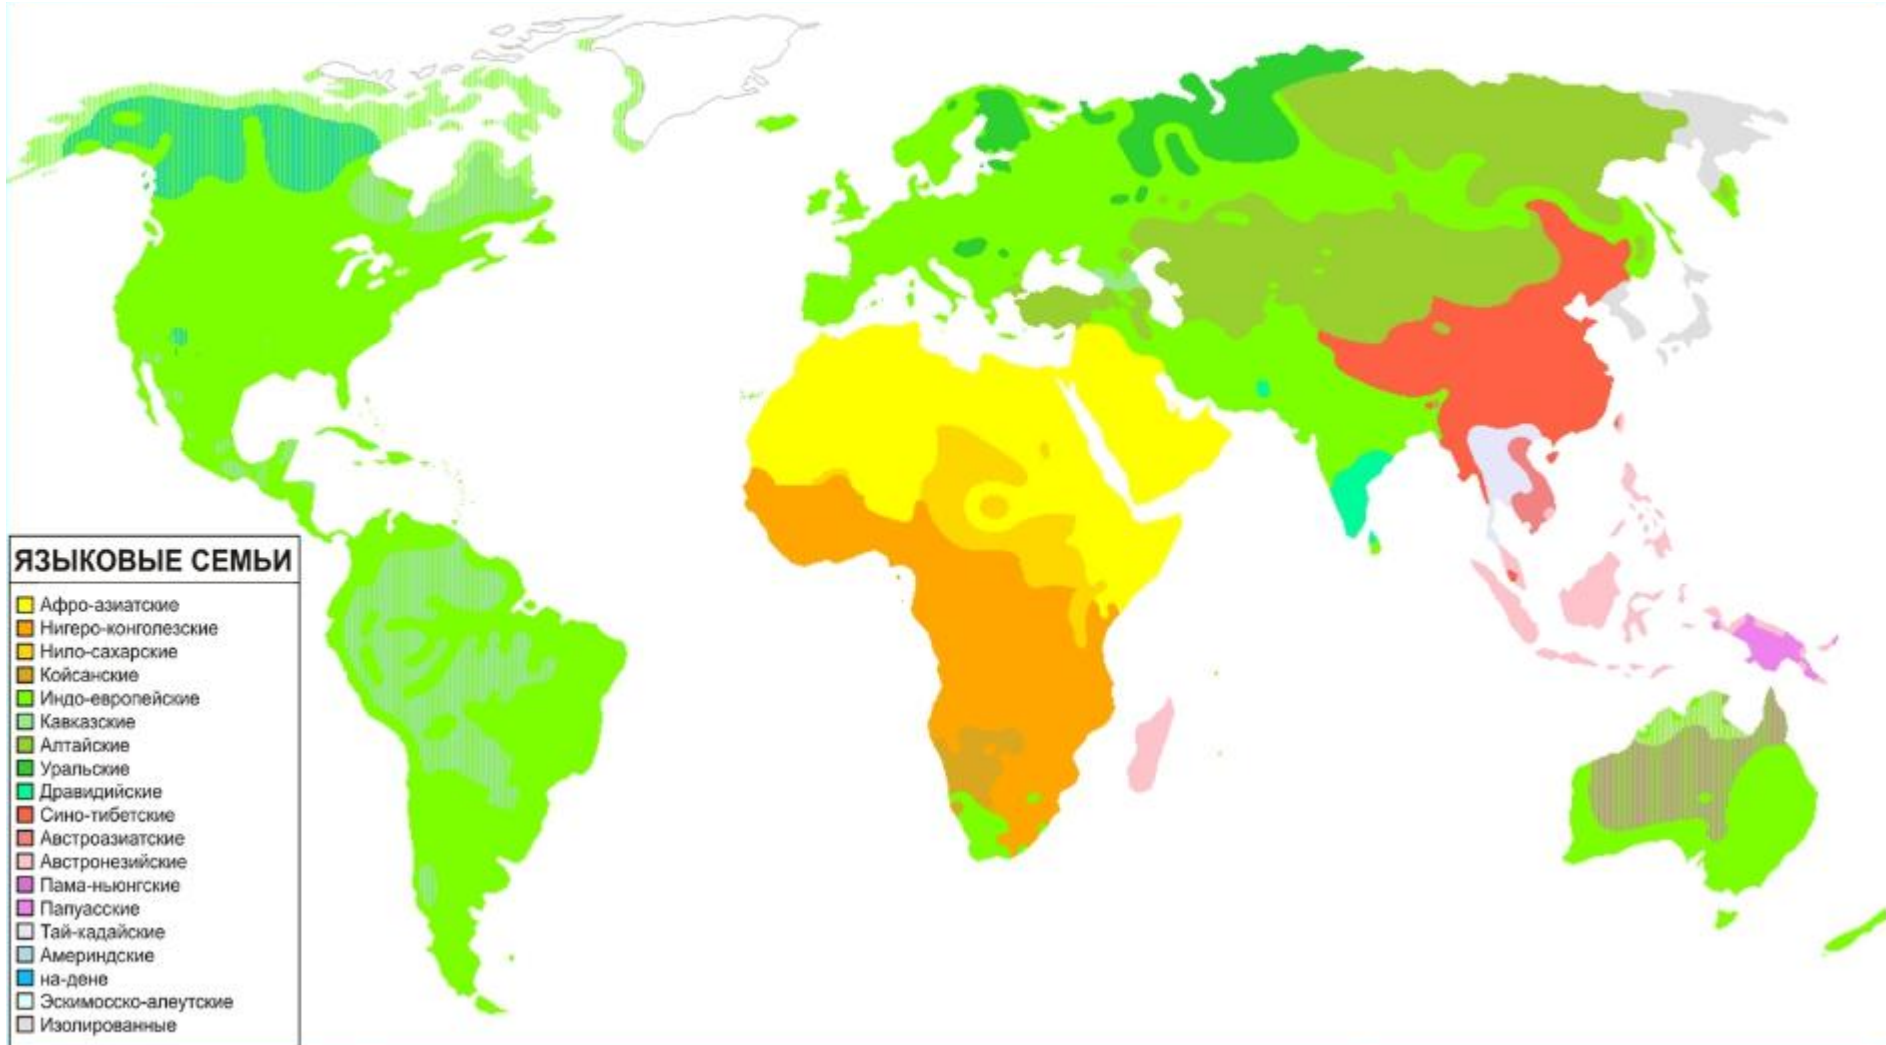 ЯЗЫКОВЫЕ СЕМЬИ
Афро-азиатские
Нигеро-конголезские
Нило-сахарские
Койсанские
Индо-европейские
Кавказские
Алтайские
Уральские
Дравидийские
Сино-тибетские
Австроазиатские
Австронезийские
Пама-ньюнгские
Папуасские
Тай-кадайские
Америндские
на-дене
Эскимосско-алеутские
Изолированные